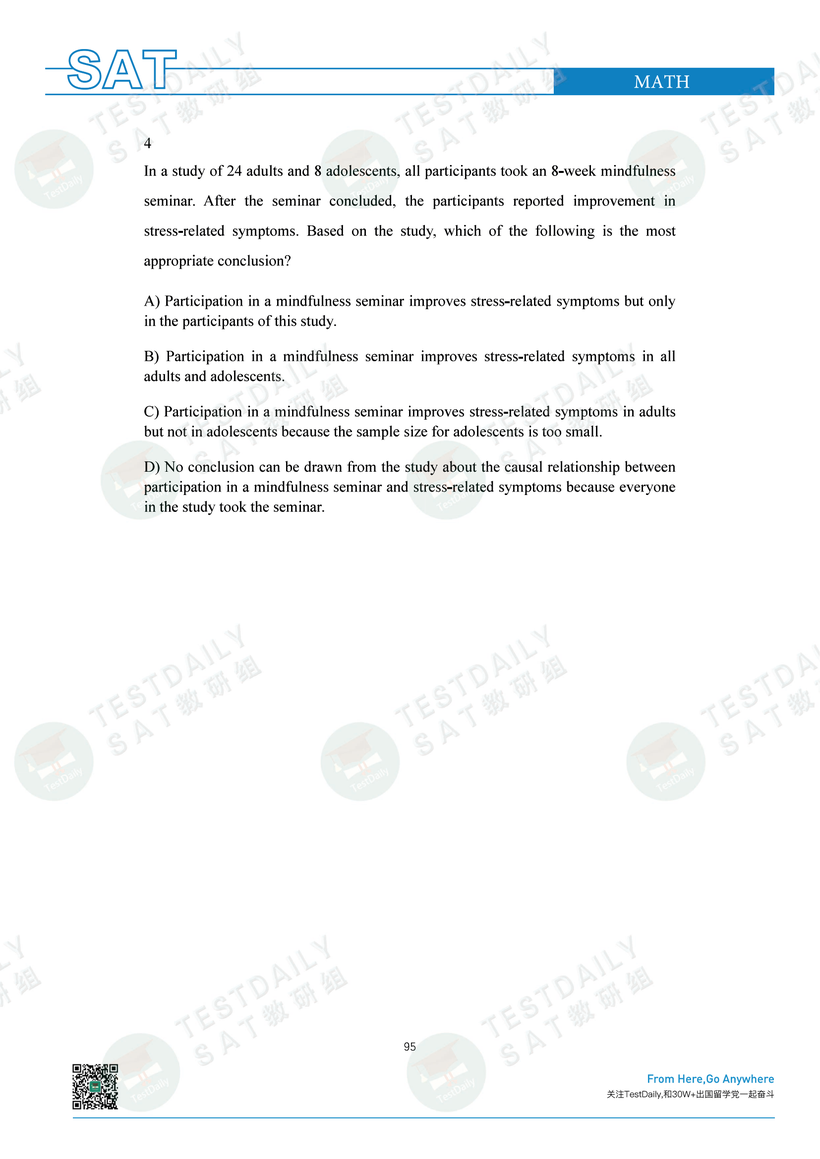 SAT
MATH
4
In a study of 24 adults and 8 adolescents, all participants took an 8-week mindfulness
seminar. After the seminar concluded, the participants reported improvement in
stress-related symptoms. Based on the study, which of the following is the most
appropriate conclusion?
A) Participation in a mindfulness seminar improves stress-related symptoms but only
in the participants of this study.
B) Participation in a mindfulness seminar improves stress-related symptoms in all
adults and adolescents.
C) Participation in a mindfulness seminar improves stress-related symptoms in adults
but not in adolescents because the sample size for adolescents is too small.
D) No conclusion can be drawn from the study about the causal relationship between
participation in a mindfulness seminar and stress-related symptoms because everyone
in the study took the seminar.
TESTDAILY
SAT教研组
TestDaily
95
From Here,Go Anywhere
关注TestDaily,和30W+出国留学党一起奋斗